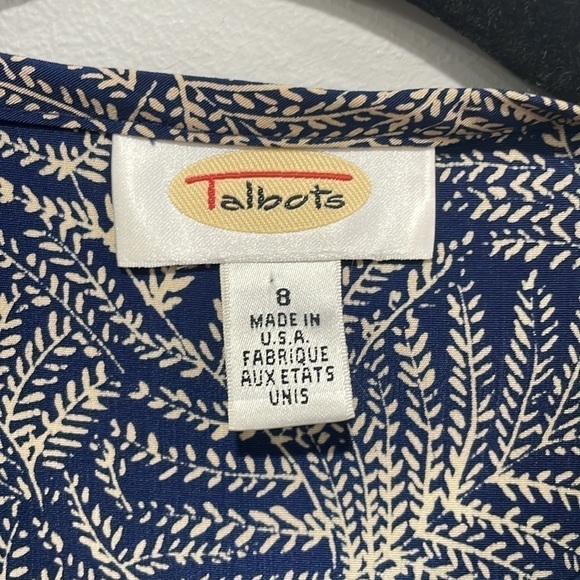 Talbots
8
MADE IN
U.S.A.
FABRIQUE
AUX ETATS
UNIS